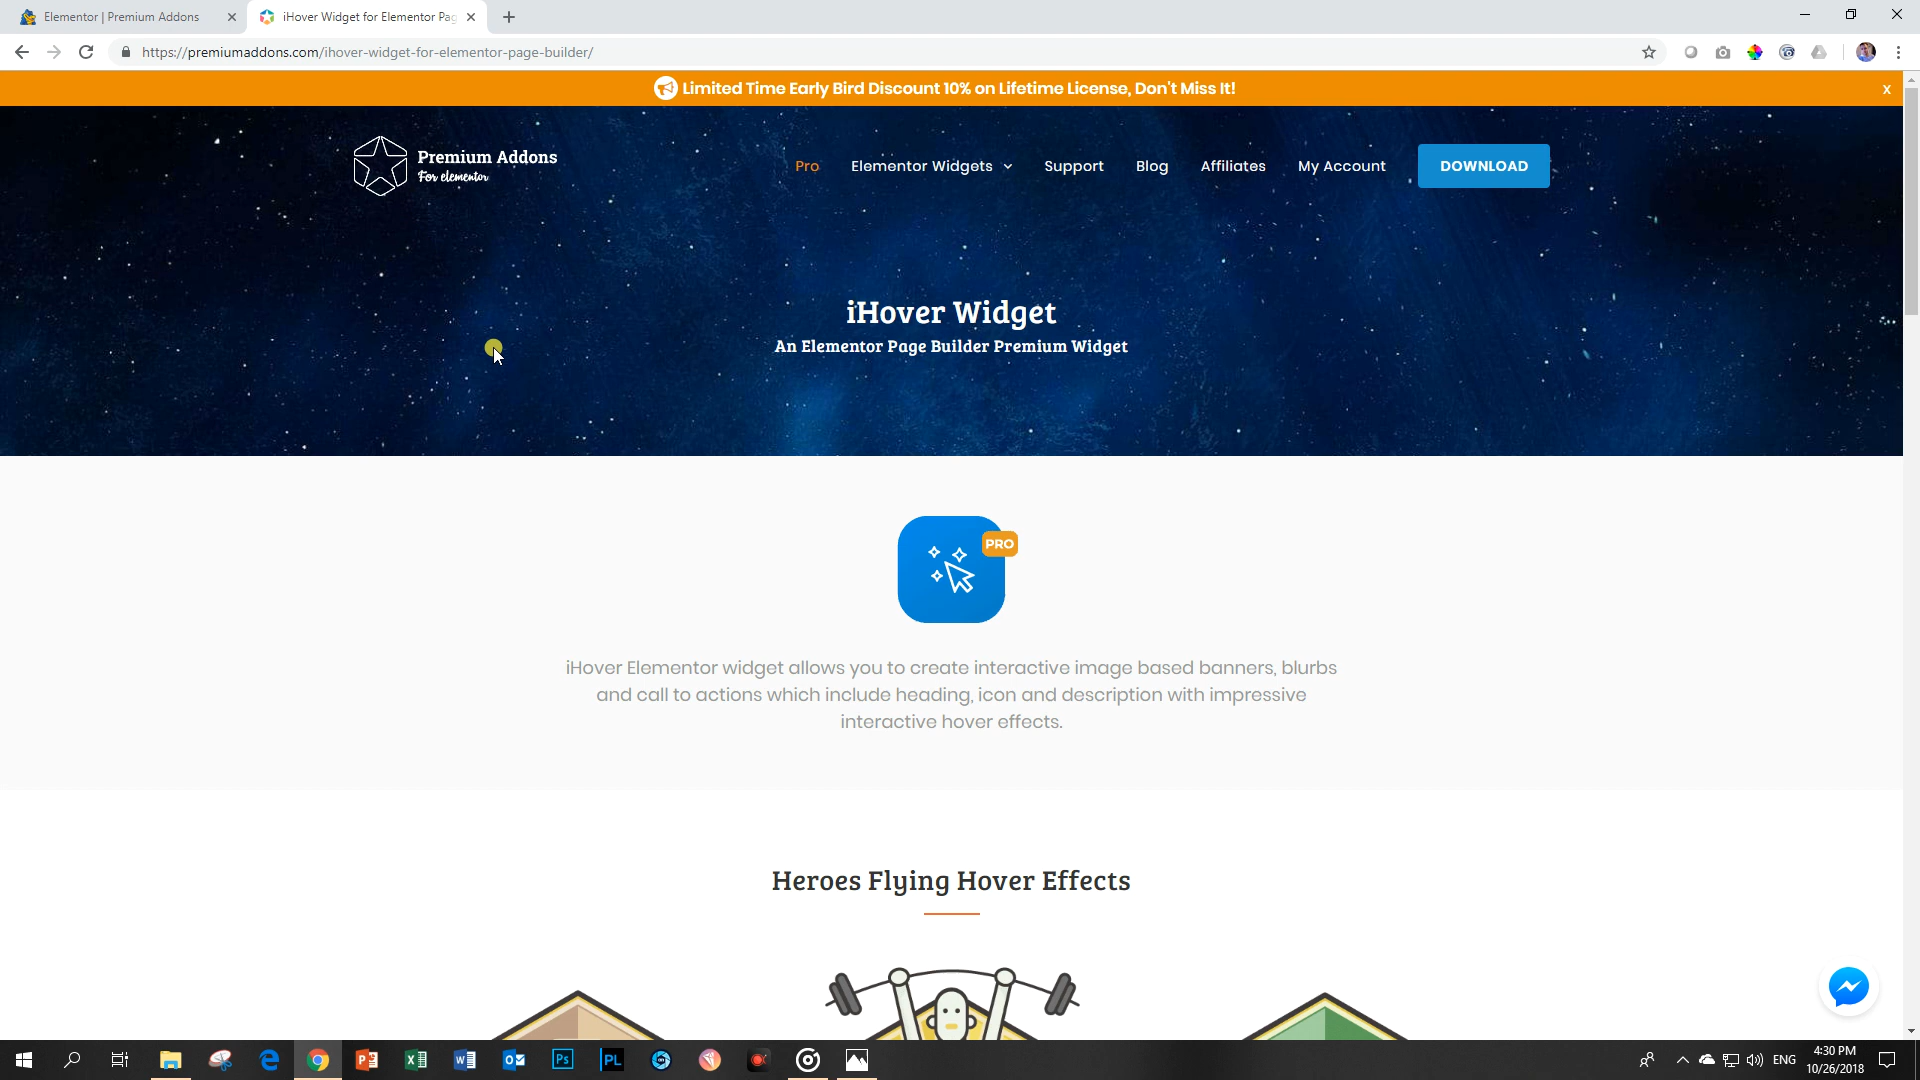 Elementor | Premium Addons
iHover Widget for Elementor Pag
https://premiumaddons.com/ihover-widget-for-elementor-page-builder/
Limited Time Early Bird Discount 10% on Lifetime License, Don't Miss It!
x
Premium Addons
For elementor
Pro
Elementor Widgets
Support
Blog
Affiliates
My Account
DOWNLOAD
iHover Widget
An Elementor Page Builder Premium Widget
PRO
iHover Elementor widget allows you to create interactive image based banners, blurbs
and call to actions which include heading, icon and description with impressive
interactive hover effects.
Heroes Flying Hover Effects
Ps
PL
ENG
4:30 PM
10/26/2018